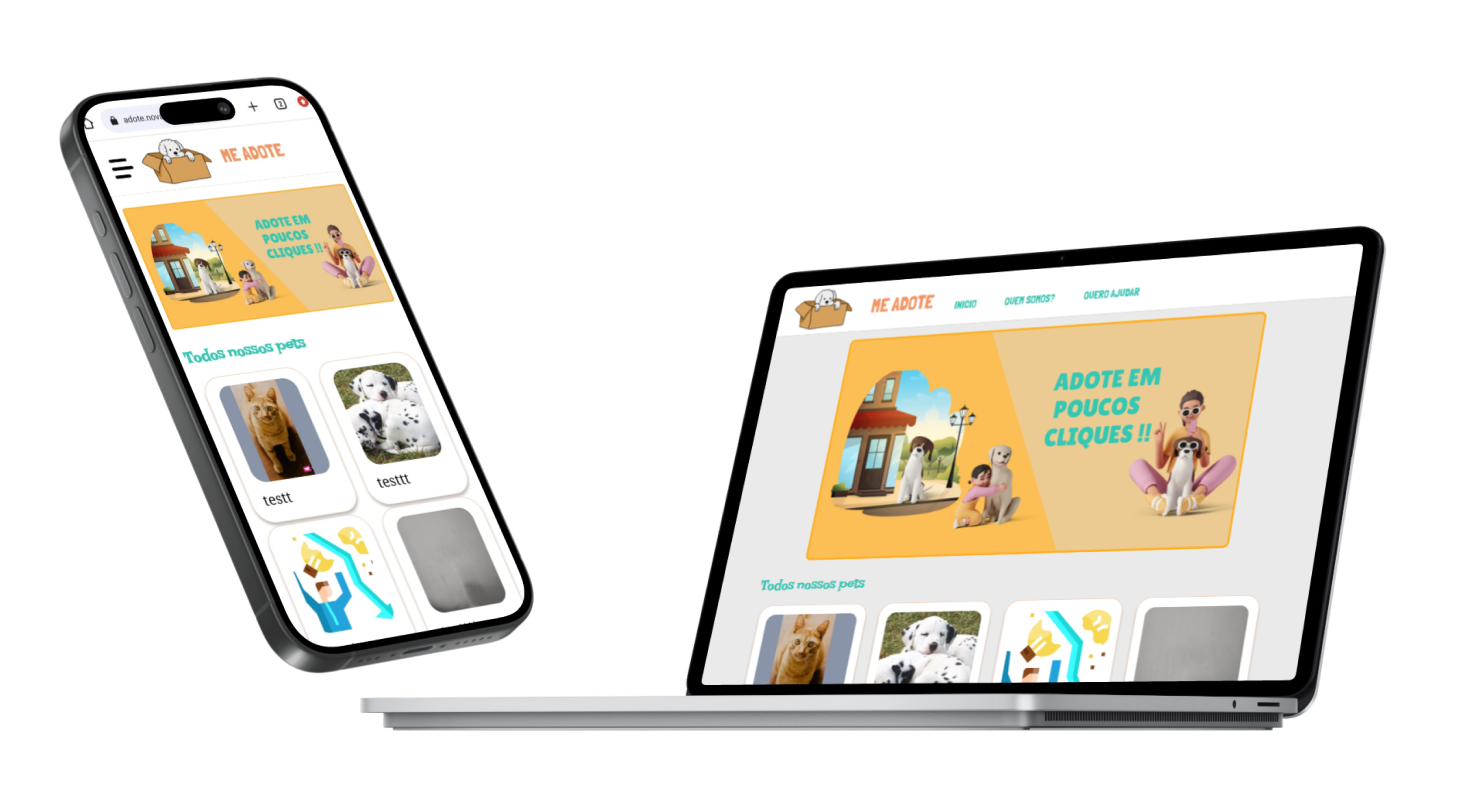 adote.nov
2
ME ADOTE
ADOTE EM
POUCOS
CLIQUES !!
Todos nossos pets
testt
testtt
ME ADOTE INICIO QUEM SOMOS? QUERO AJUDAR
ADOTE EM
POUCOS
CLIQUES !!
Todos nossos pets